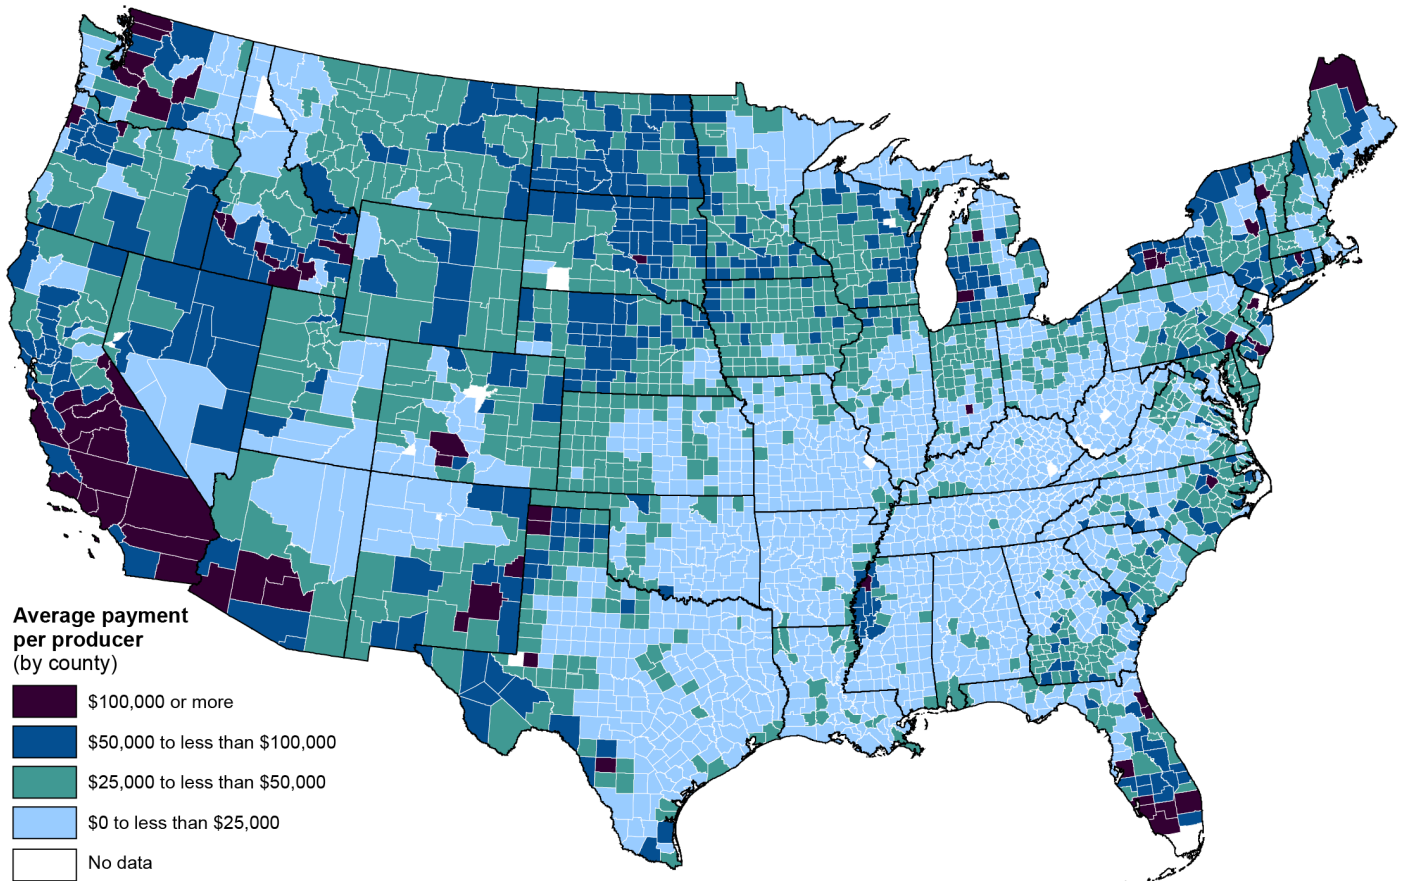 Average payment
per producer
(by county)
$100,000 or more
$50,000 to less than $100,000
$25,000 to less than $50,000
$0 to less than $25,000
No data